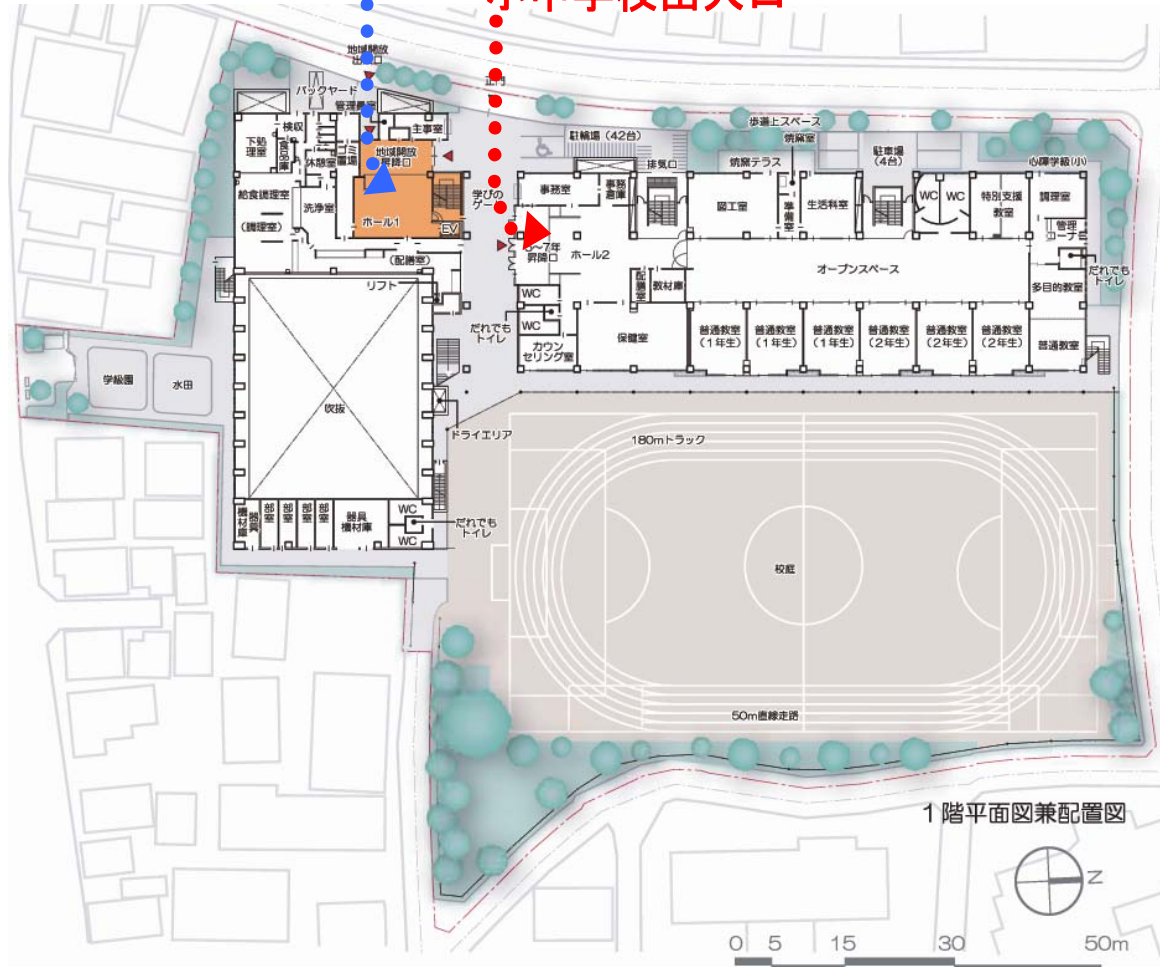 地域開放
出入口
正門
バックヤード
管理員室
検収
主事室
下処
理室
食品庫
休憩室
ゴミ
置場
地域開放
昇降口
給食調理室
(調理室)
洗浄室
ホール1
EV
学びの
ゲート
(配膳室)
リフト
駐輪場(42台)
排気口
歩道上スペース
焼窯室
焼窯テラス
駐車場
(4台)
心障学級(小)
事務室
事務
倉庫
図工室
準備室
生活科室
WC
WC
特別支援
教室
調理室
管理
コーナー
昇降口
ホール2
オープンスペース
だれでも
トイレ
配膳室
教材庫
多目的教室
WC
WC
だれでも
トイレ
カウン
セリング室
保健室
普通教室
(1年生)
普通教室
(1年生)
普通教室
(1年生)
普通教室
(2年生)
普通教室
(2年生)
普通教室
(2年生)
普通教室
学級園
水田
吹抜
ドライエリア
180mトラック
機材庫
器具
部室
部室
部室
部室
器具
機材庫
WC
WC
だれでも
トイレ
校庭
50m直線走路
1階平面図兼配置図
N
0 5 15 30 50m